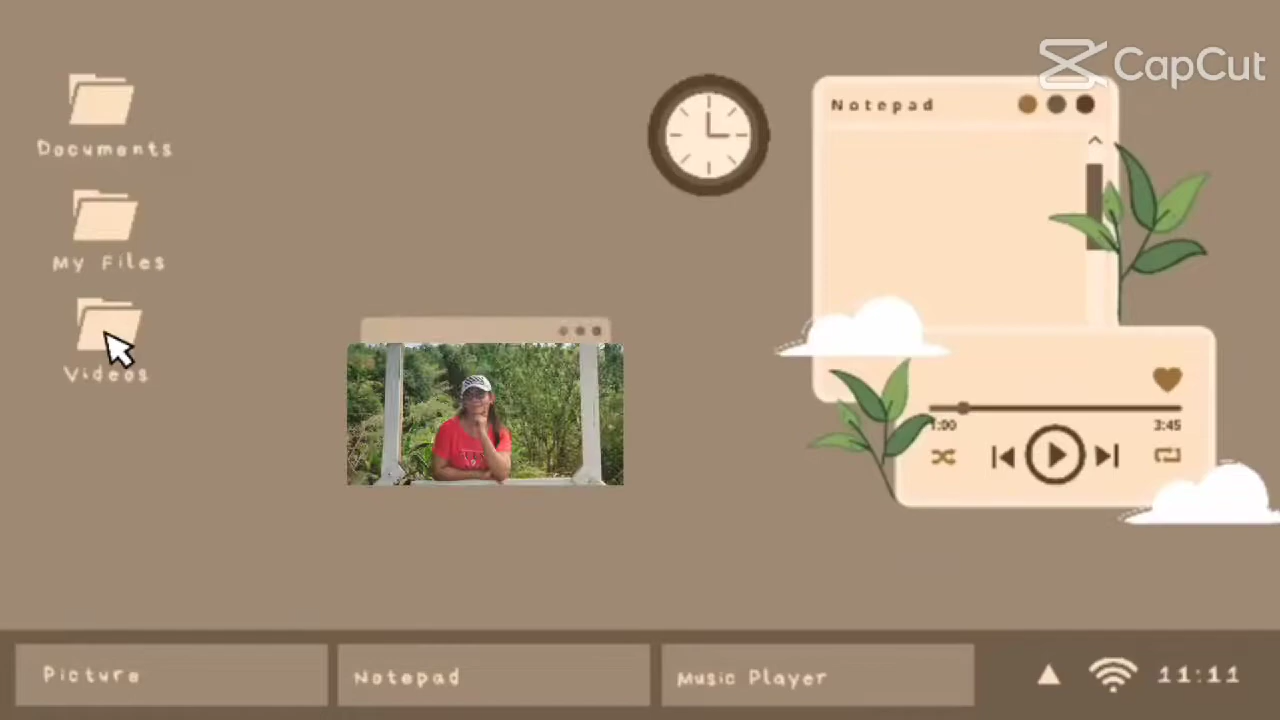 CapCut
Notepad
Documents
My Files
Videos
1:00
3:45
Picture
Notepad
Music Player
11:11